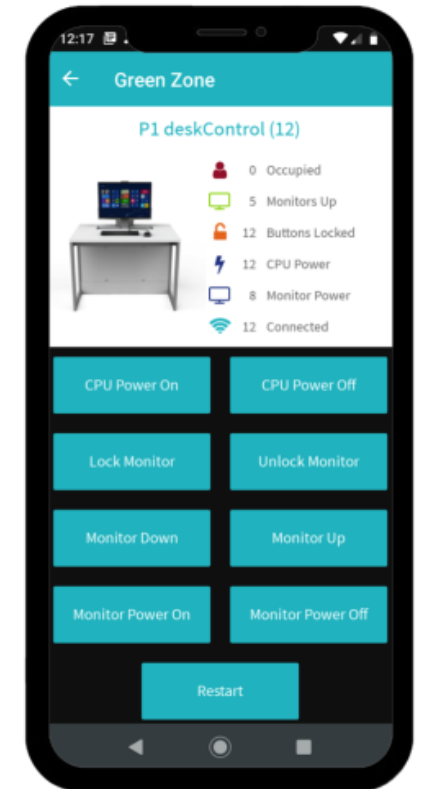 12:17
Green Zone
P1 deskControl (12)
0 Occupied
5 Monitors Up
12 Buttons Locked
12 CPU Power
8 Monitor Power
12 Connected
CPU Power On CPU Power Off
Lock Monitor Unlock Monitor
Monitor Down Monitor Up
Monitor Power On Monitor Power Off
Restart